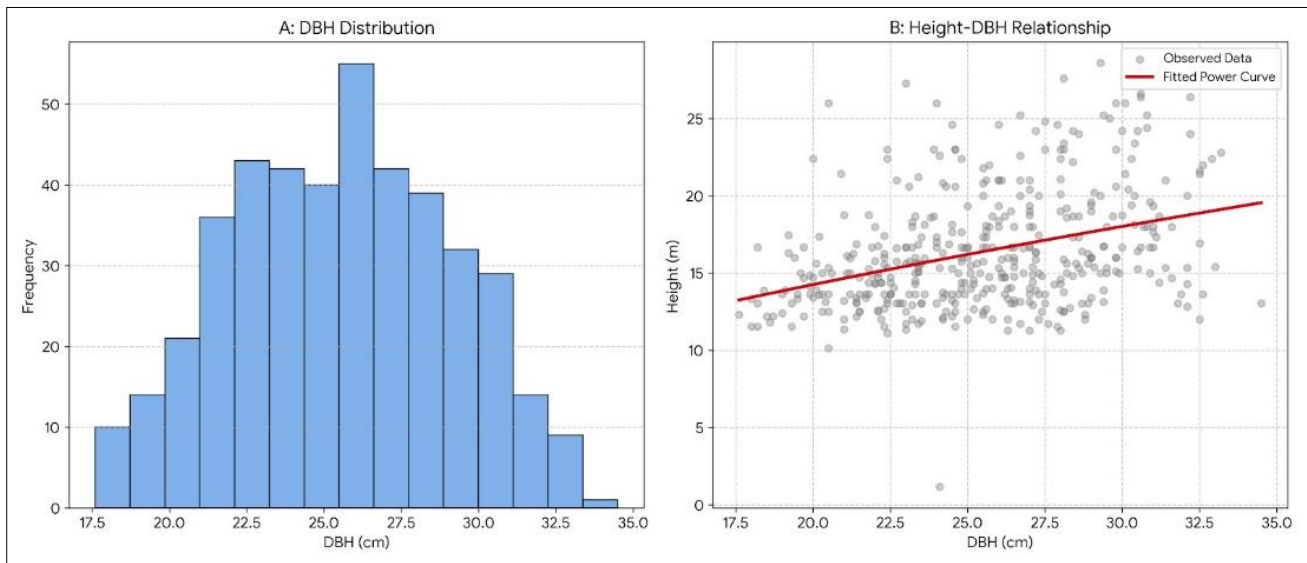 A: DBH Distribution
Frequency
50
40
30
20
10
0
17.5 20.0 22.5 25.0 27.5 30.0 32.5 35.0
DBH (cm)
B: Height-DBH Relationship
Observed Data
Fitted Power Curve
Height (m)
25
20
15
10
5
0
17.5 20.0 22.5 25.0 27.5 30.0 32.5 35.0
DBH (cm)